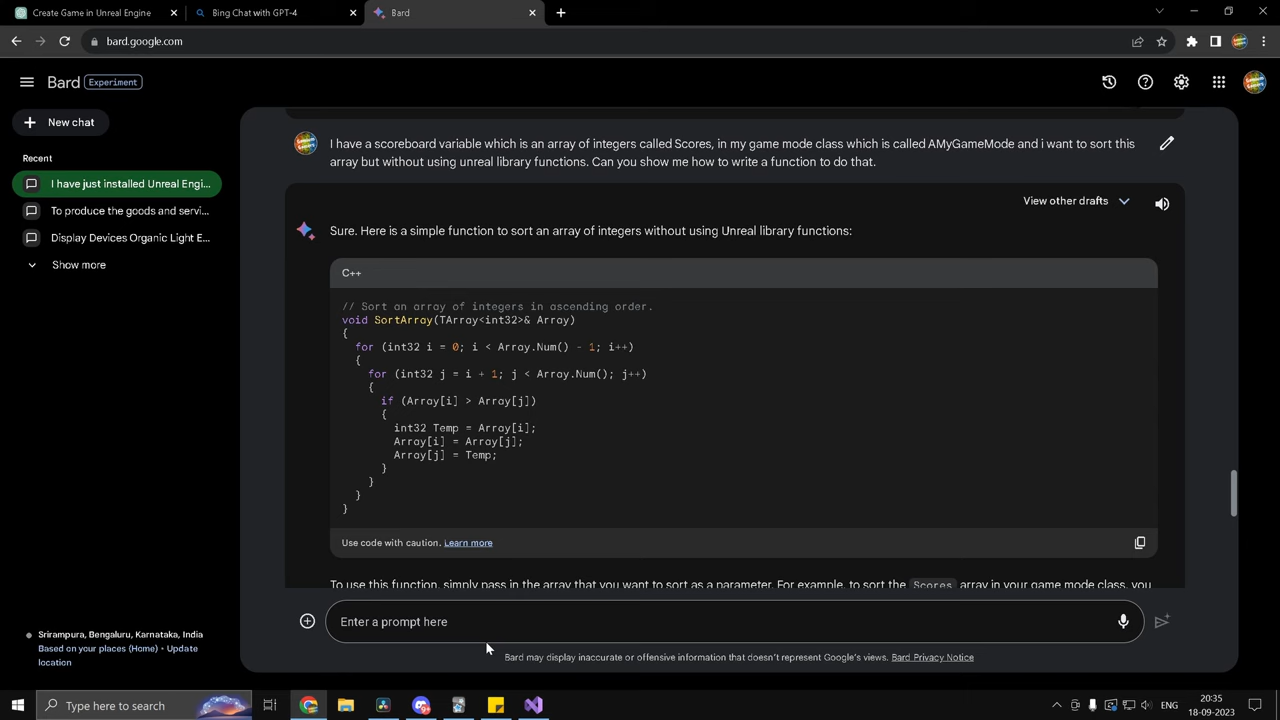 Create Game in Unreal Engine
Bing Chat with GPT-4
Bard
bard.google.com
Bard Experiment
New chat
Recent
I have just installed Unreal Engi...
To produce the goods and servi...
Display Devices Organic Light E...
Show more
I have a scoreboard variable which is an array of integers called Scores, in my game mode class which is called AMyGameMode and i want to sort this
array but without using unreal library functions. Can you show me how to write a function to do that.
View other drafts
Sure. Here is a simple function to sort an array of integers without using Unreal library functions:
C++
// Sort an array of integers in ascending order.
void SortArray(TArray<int32>& Array)
{
for (int32 i = 0; i < Array.Num() - 1; i++)
{
for (int32 j = i + 1; j < Array.Num(); j++)
{
if (Array[i] > Array[j])
{
int32 Temp = Array[i];
Array[i] = Array[j];
Array[j] = Temp;
}
}
}
}
Use code with caution. Learn more
To use this function, simply pass in the array that you want to sort as a parameter. For example, to sort the Scores array in your game mode class, you
Enter a prompt here
Srirampura, Bengaluru, Karnataka, India
Based on your places (Home) • Update
location
Bard may display inaccurate or offensive information that doesn't represent Google's views. Bard Privacy Notice
Type here to search
ENG
20:35
18-09-2023